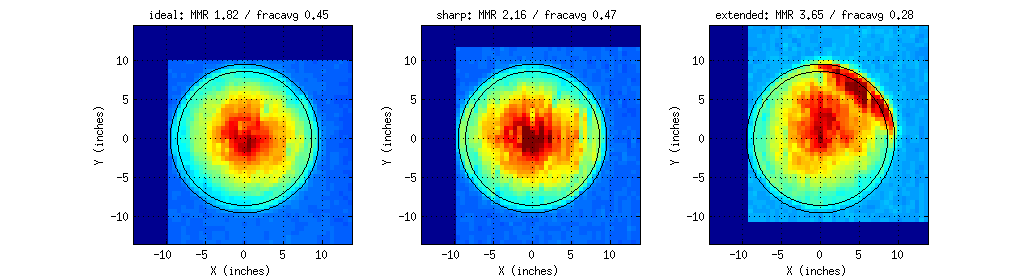 ideal: MMR 1.82 / fracavg 0.45
sharp: MMR 2.16 / fracavg 0.47
extended: MMR 3.65 / fracavg 0.28
10
5
0
−5
−10
Y (inches)
−10 −5 0 5 10
X (inches)
10
5
0
−5
−10
Y (inches)
−10 −5 0 5 10
X (inches)
10
5
0
−5
−10
Y (inches)
−10 −5 0 5 10
X (inches)